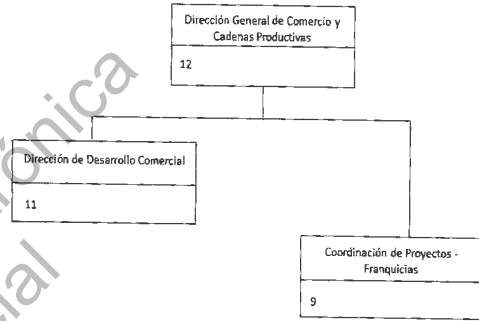 Dirección General de Comercio y
Cadenas Productivas
12
Dirección de Desarrollo Comercial
11
Coordinación de Proyectos -
Franquicias
9